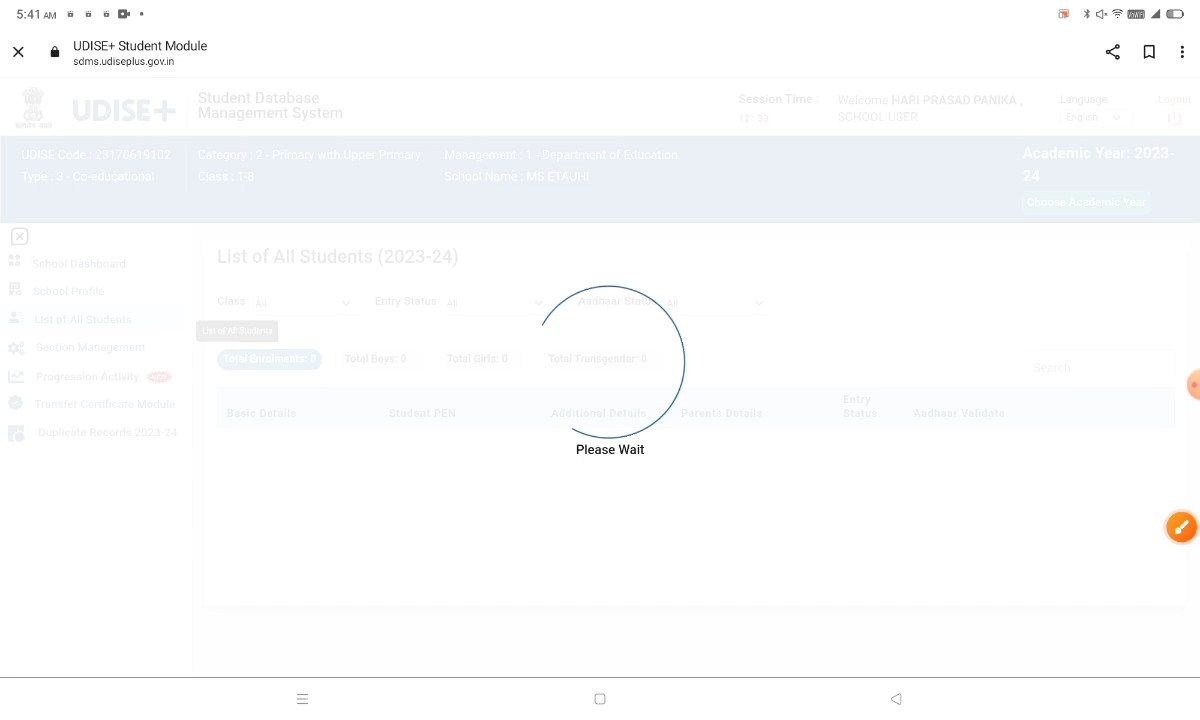 5:41 AM
UDISE+ Student Module
sdms.udiseplus.gov.in
UDISE+
Student Database
Management System
Session Time :
12 : 33
Welcome HARI PRASAD PANIKA ,
SCHOOL USER
Language
English
Logout
UDISE Code : 23170619102
Type : 3 - Co-educational
Category : 2 - Primary with Upper Primary
Class : 1-8
Management : 1 - Department of Education
School Name : MS ETAUHI
Academic Year: 2023-
24
Choose Academic Year
School Dashboard
School Profile
List of All Students
Section Management
Progression Activity
Transfer Certificate Module
Duplicate Records 2023-24
List of All Students (2023-24)
Class All
Entry Status All
Aadhaar Status All
List of All Students
Total Enrolments: 0
Total Boys: 0
Total Girls: 0
Total Transgender: 0
Search
Basic Details
Student PEN
Additional Details
Parents Details
Entry
Status
Aadhaar Validate
Please Wait